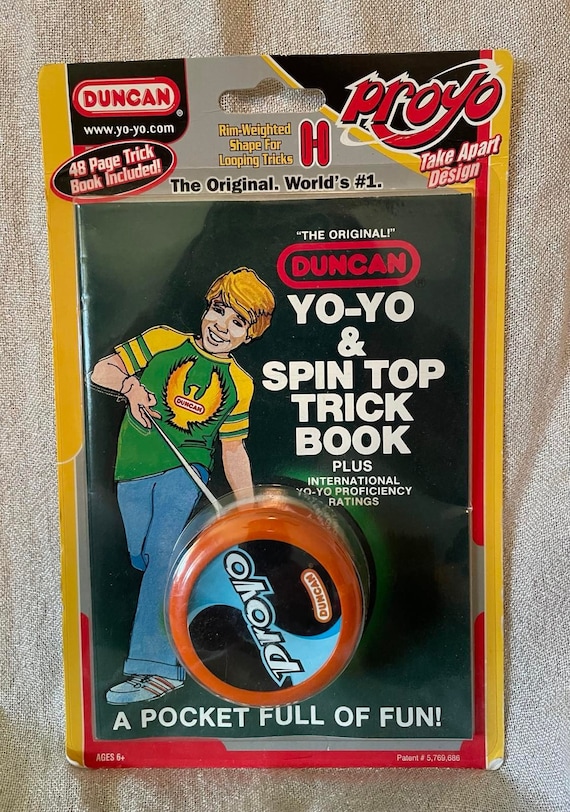 DUNCAN
www.yo-yo.com
48 Page Trick
Book Included!
Rim-Weighted
Shape For
Looping Tricks
proyo
Take Apart
Design
The Original. World's #1.
"THE ORIGINAL!"
DUNCAN
YO-YO
&
SPIN TOP
TRICK
BOOK
PLUS
INTERNATIONAL
YO-YO PROFICIENCY
RATINGS
DUNCAN
DUNCAN
proyo
A POCKET FULL OF FUN!
AGES 6+
Patent # 5,769,686